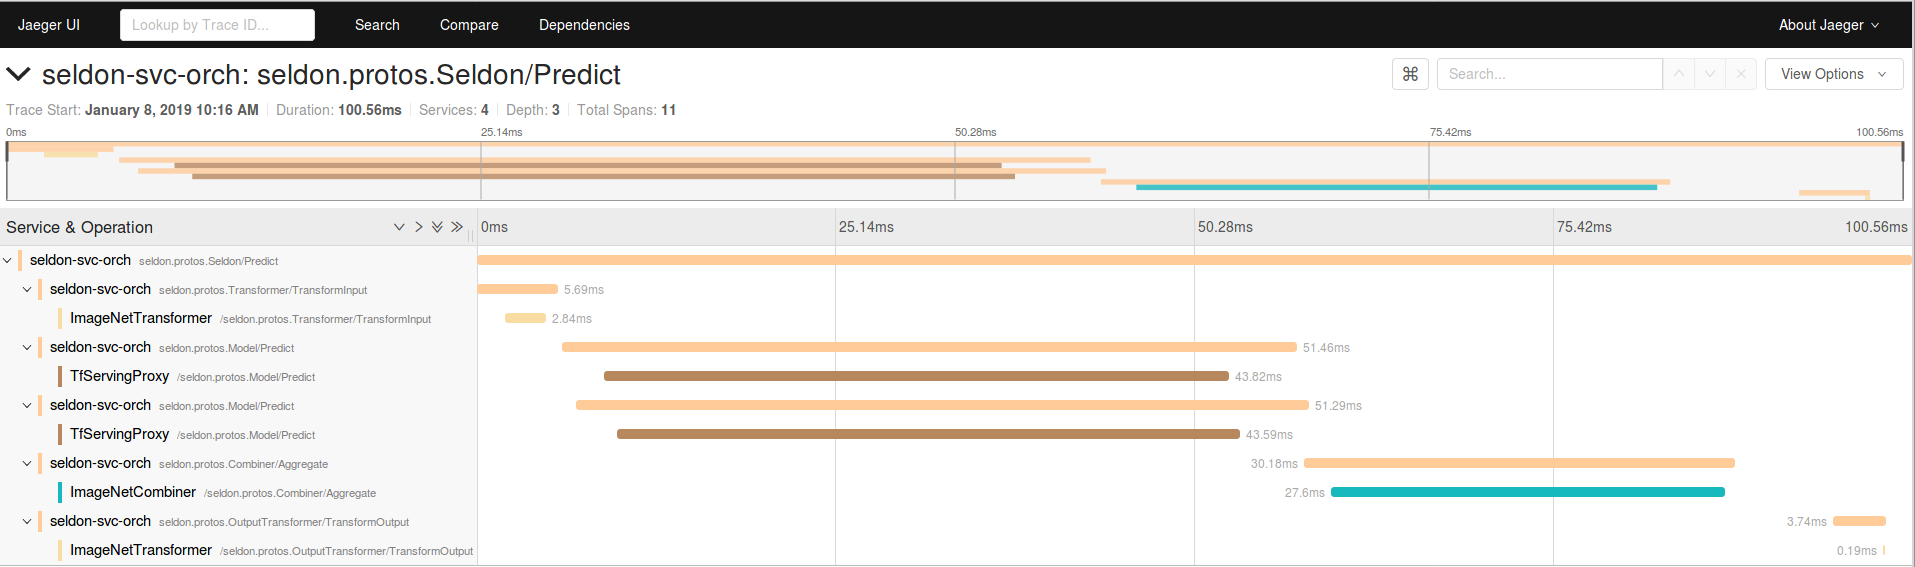 Jaeger UI Lookup by Trace ID... Search Compare Dependencies About Jaeger
seldon-svc-orch: seldon.protos.Seldon/Predict ⌘ Search... View Options
Trace Start: January 8, 2019 10:16 AM Duration: 100.56ms Services: 4 Depth: 3 Total Spans: 11
0ms 25.14ms 50.28ms 75.42ms 100.56ms
Service & Operation 0ms 25.14ms 50.28ms 75.42ms 100.56ms
seldon-svc-orch seldon.protos.Seldon/Predict
seldon-svc-orch seldon.protos.Transformer/TransformInput 5.69ms
ImageNetTransformer /seldon.protos.Transformer/TransformInput 2.84ms
seldon-svc-orch seldon.protos.Model/Predict 51.46ms
TfServingProxy /seldon.protos.Model/Predict 43.82ms
seldon-svc-orch seldon.protos.Model/Predict 51.29ms
TfServingProxy /seldon.protos.Model/Predict 43.59ms
seldon-svc-orch seldon.protos.Combiner/Aggregate 30.18ms
ImageNetCombiner /seldon.protos.Combiner/Aggregate 27.6ms
seldon-svc-orch seldon.protos.OutputTransformer/TransformOutput 3.74ms
ImageNetTransformer /seldon.protos.OutputTransformer/TransformOutput 0.19ms